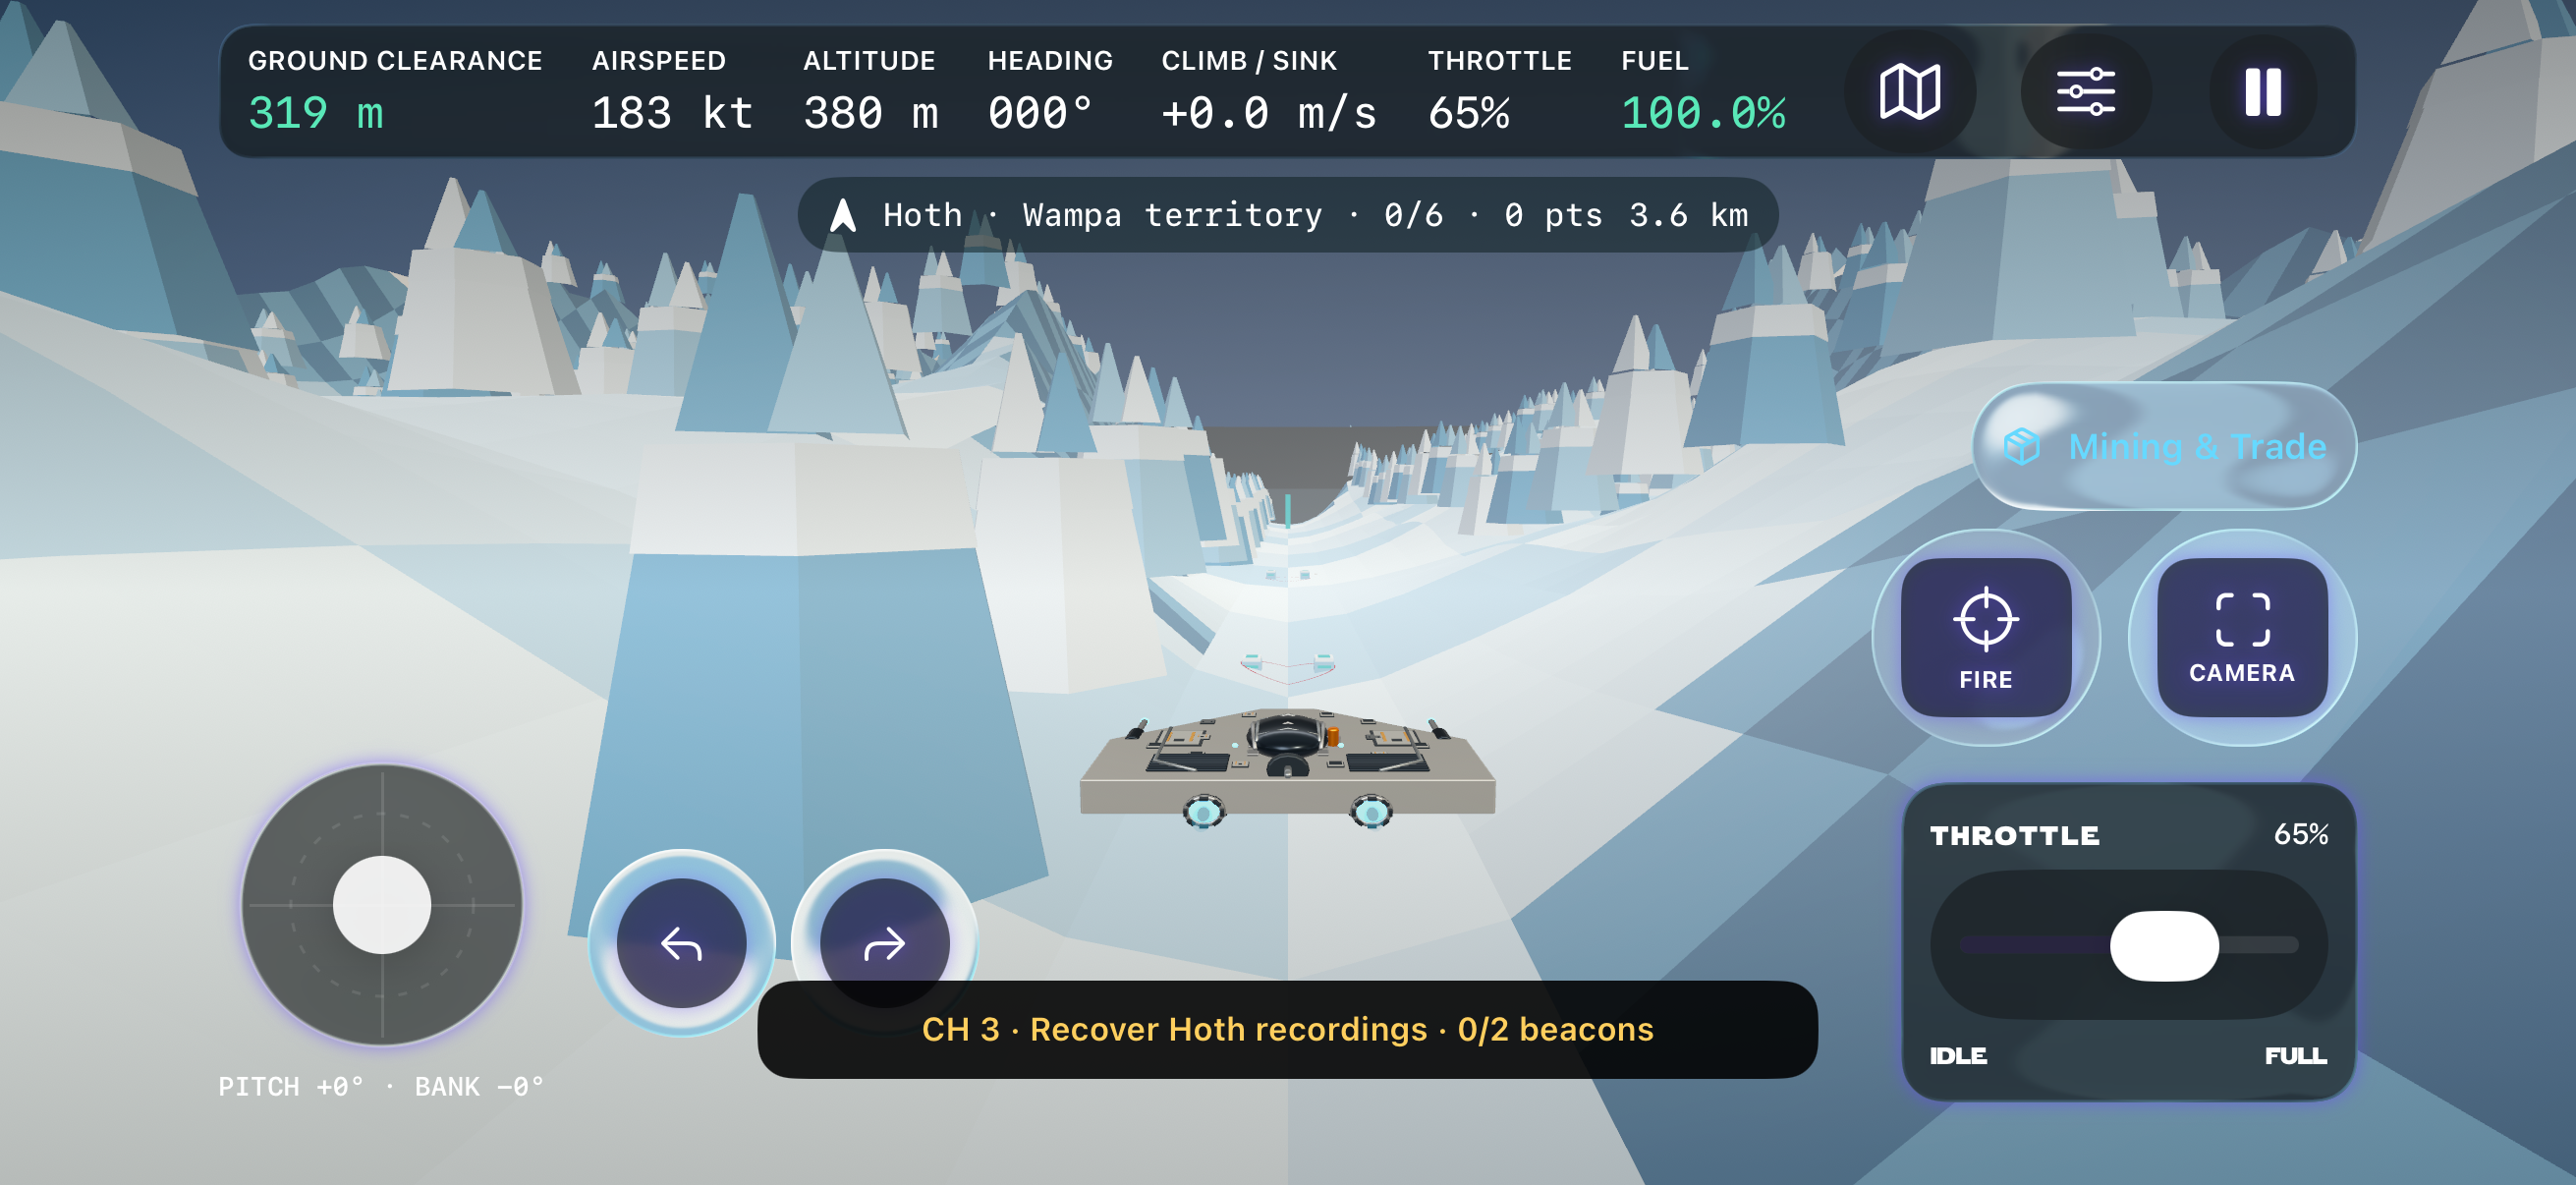 GROUND CLEARANCE AIRSPEED ALTITUDE HEADING CLIMB / SINK THROTTLE FUEL
319 m 183 kt 380 m 000° +0.0 m/s 65% 100.0%
Hoth · Wampa territory · 0/6 · 0 pts 3.6 km
Mining & Trade
FIRE CAMERA
THROTTLE 65%
IDLE FULL
CH 3 · Recover Hoth recordings · 0/2 beacons
PITCH +0° · BANK −0°